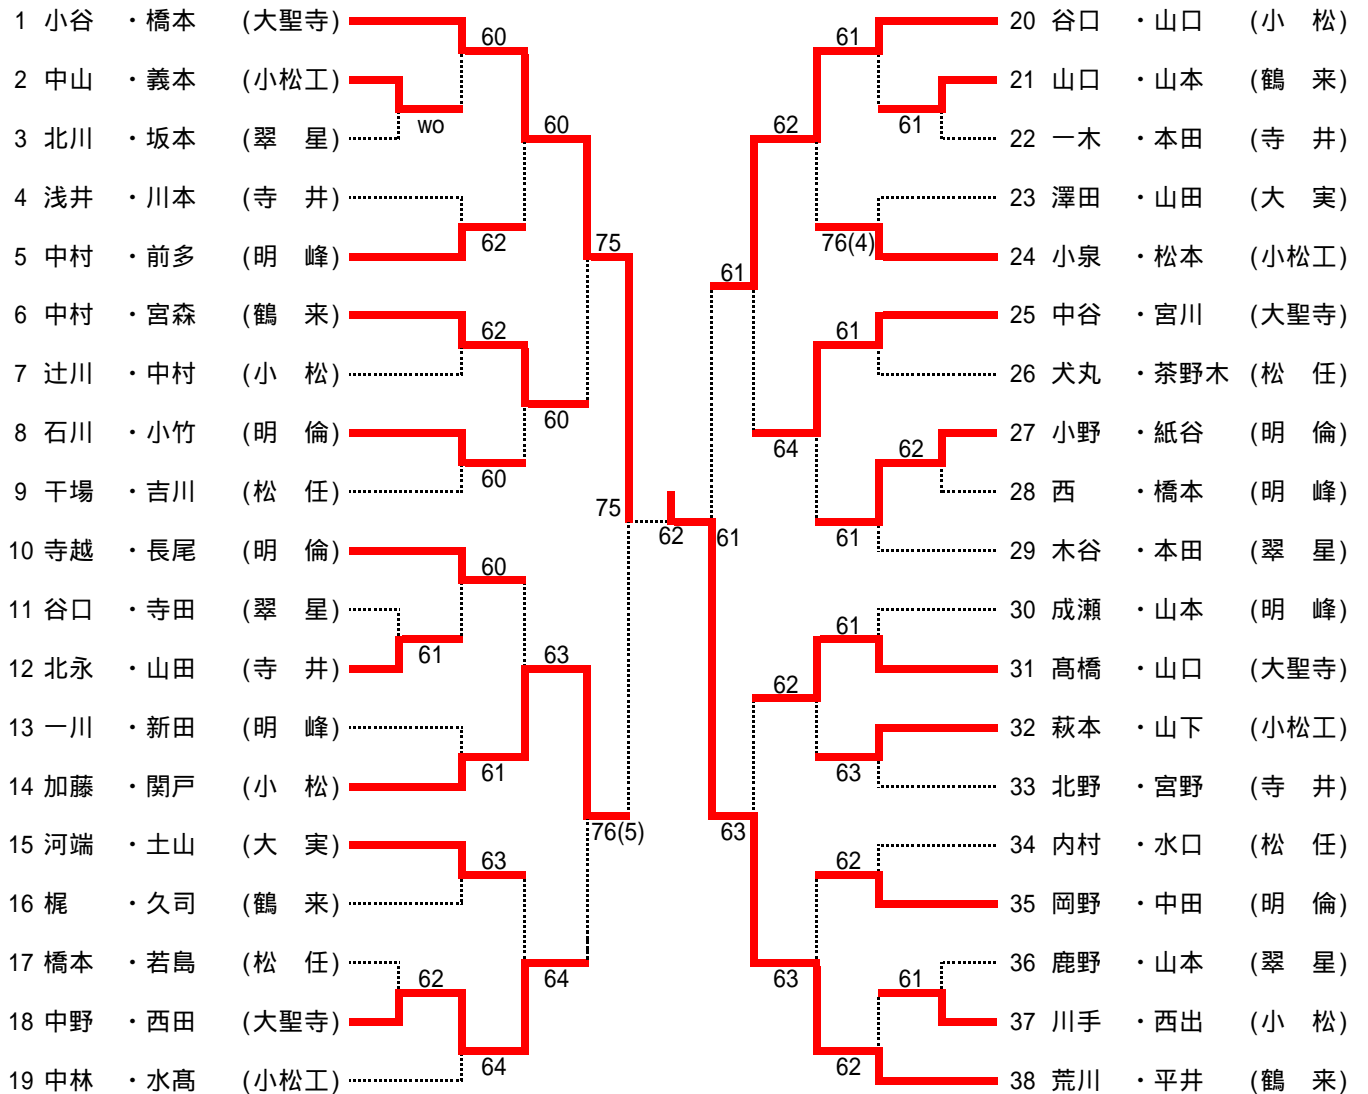 1 小谷 ・橋本 (大聖寺)
2 中山 ・義本 (小松工)
3 北川 ・坂本 (翠 星)
4 浅井 ・川本 (寺 井)
5 中村 ・前多 (明 峰)
6 中村 ・宮森 (鶴 来)
7 辻川 ・中村 (小 松)
8 石川 ・小竹 (明 倫)
9 干場 ・吉川 (松 任)
10 寺越 ・長尾 (明 倫)
11 谷口 ・寺田 (翠 星)
12 北永 ・山田 (寺 井)
13 一川 ・新田 (明 峰)
14 加藤 ・関戸 (小 松)
15 河端 ・土山 (大 実)
16 梶 ・久司 (鶴 来)
17 橋本 ・若島 (松 任)
18 中野 ・西田 (大聖寺)
19 中林 ・水髙 (小松工)
wo
61
62
60
62
62
60
60
61
63
64
60
60
63
64
75
76(5)
75
62
61
61
63
62
64
62
63
61
76(4)
61
61
61
63
62
62
61
62
61
20 谷口 ・山口 (小 松)
21 山口 ・山本 (鶴 来)
22 一木 ・本田 (寺 井)
23 澤田 ・山田 (大 実)
24 小泉 ・松本 (小松工)
25 中谷 ・宮川 (大聖寺)
26 犬丸 ・茶野木 (松 任)
27 小野 ・紙谷 (明 倫)
28 西 ・橋本 (明 峰)
29 木谷 ・本田 (翠 星)
30 成瀬 ・山本 (明 峰)
31 髙橋 ・山口 (大聖寺)
32 萩本 ・山下 (小松工)
33 北野 ・宮野 (寺 井)
34 内村 ・水口 (松 任)
35 岡野 ・中田 (明 倫)
36 鹿野 ・山本 (翠 星)
37 川手 ・西出 (小 松)
38 荒川 ・平井 (鶴 来)